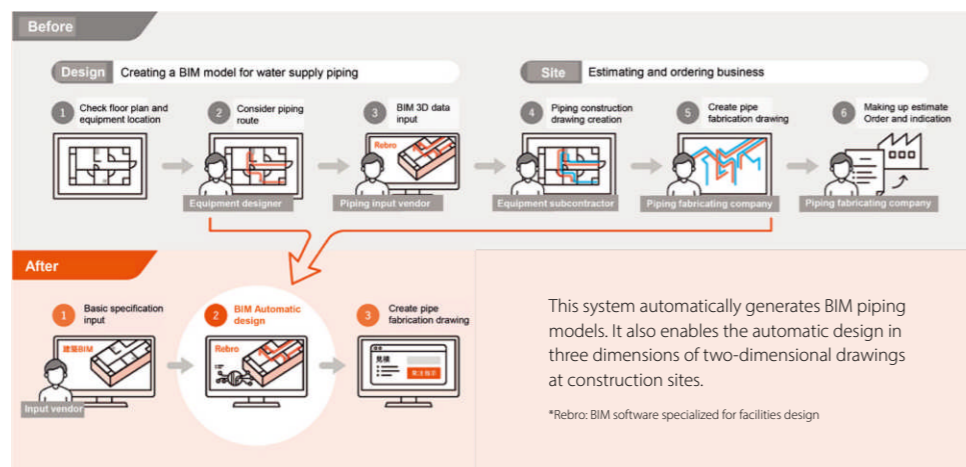 Before
Design Creating a BIM model for water supply piping
Site Estimating and ordering business
1 Check floor plan and
equipment location
2 Consider piping
route
3 BIM 3D data
input
4 Piping construction
drawing creation
5 Create pipe
fabrication drawing
6 Making up estimate
Order and indication
Rebro
Equipment designer
Piping input vendor
Equipment subcontractor
Piping fabricating company
Piping fabricating company
After
1 Basic specification
input
2 BIM Automatic
design
3 Create pipe
fabrication drawing
建築BIM
Rebro
見積
発注指示
Input vendor
This system automatically generates BIM piping
models. It also enables the automatic design in
three dimensions of two-dimensional drawings
at construction sites.
*Rebro: BIM software specialized for facilities design